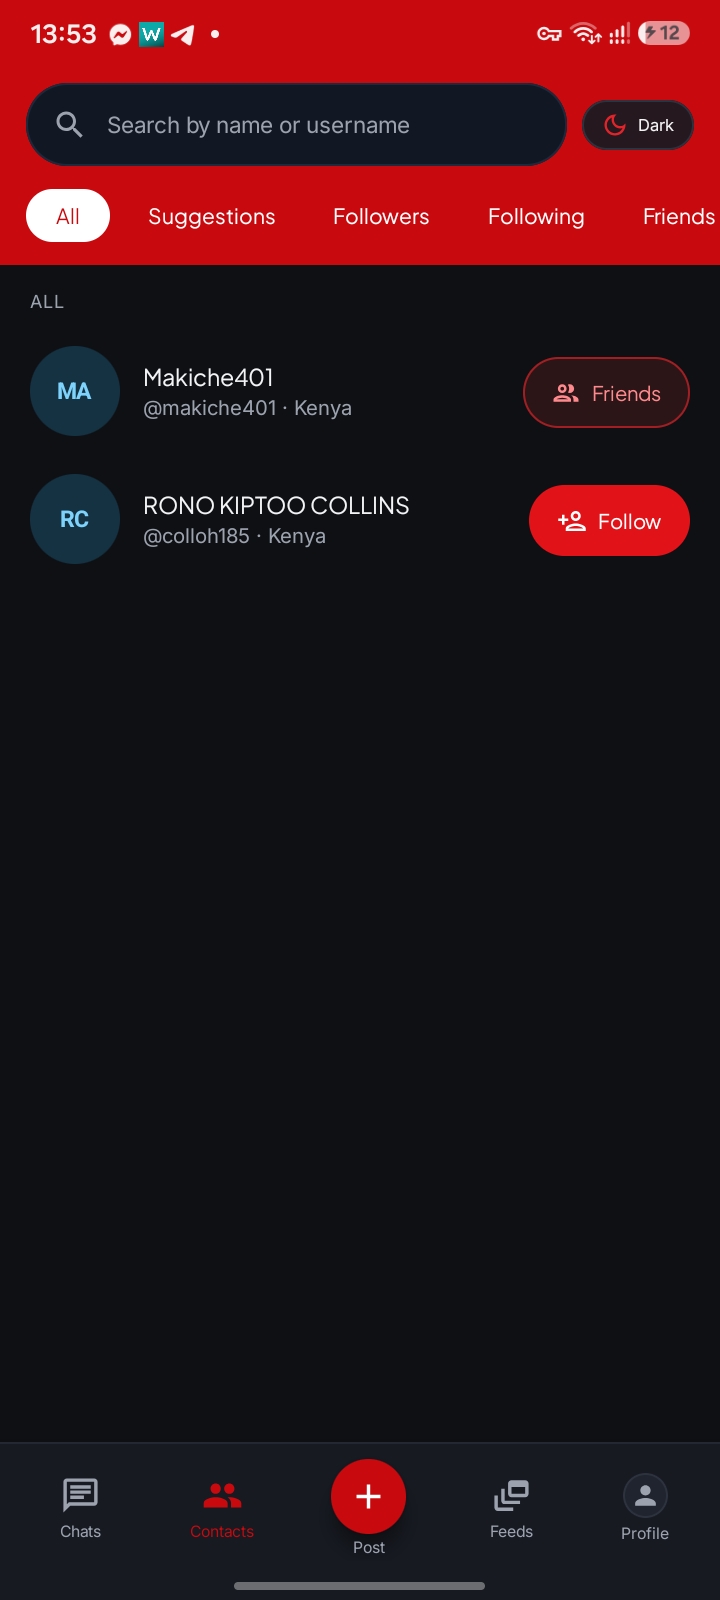 13:53
12
Search by name or username
Dark
All
Suggestions
Followers
Following
Friends
ALL
MA
Makiche401
@makiche401 · Kenya
Friends
RC
RONO KIPTOO COLLINS
@colloh185 · Kenya
Follow
Chats
Contacts
Post
Feeds
Profile